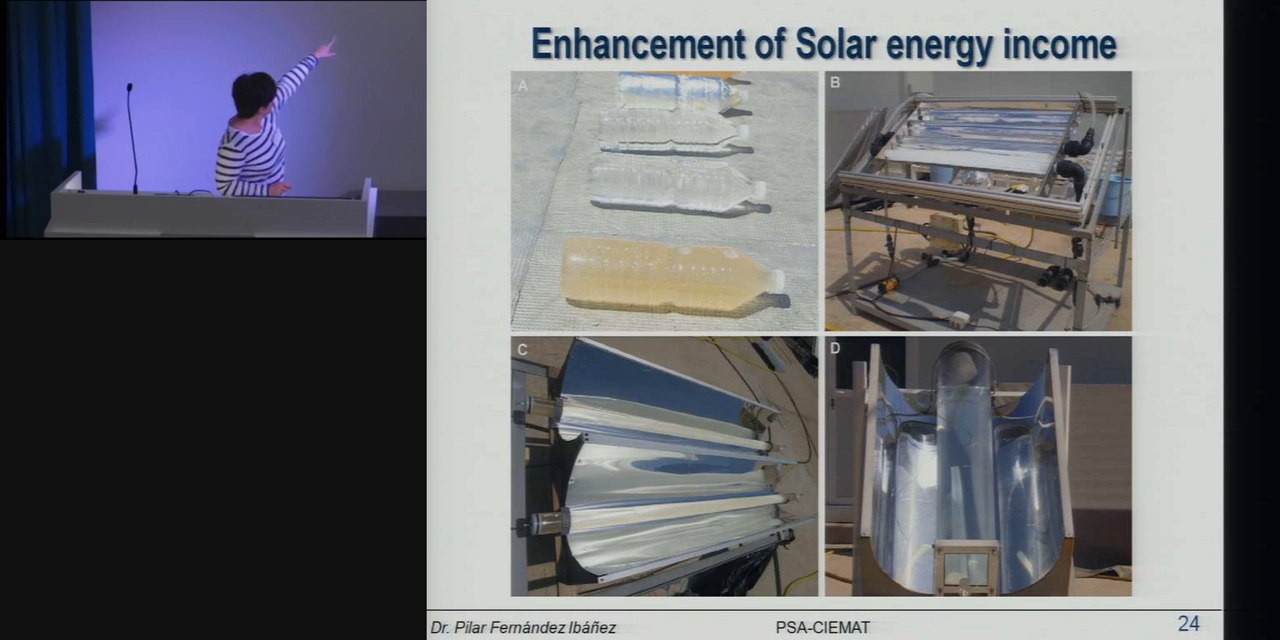 Enhancement of Solar energy income
A
B
C
D
Dr. Pilar Fernández Ibáñez
PSA-CIEMAT
24